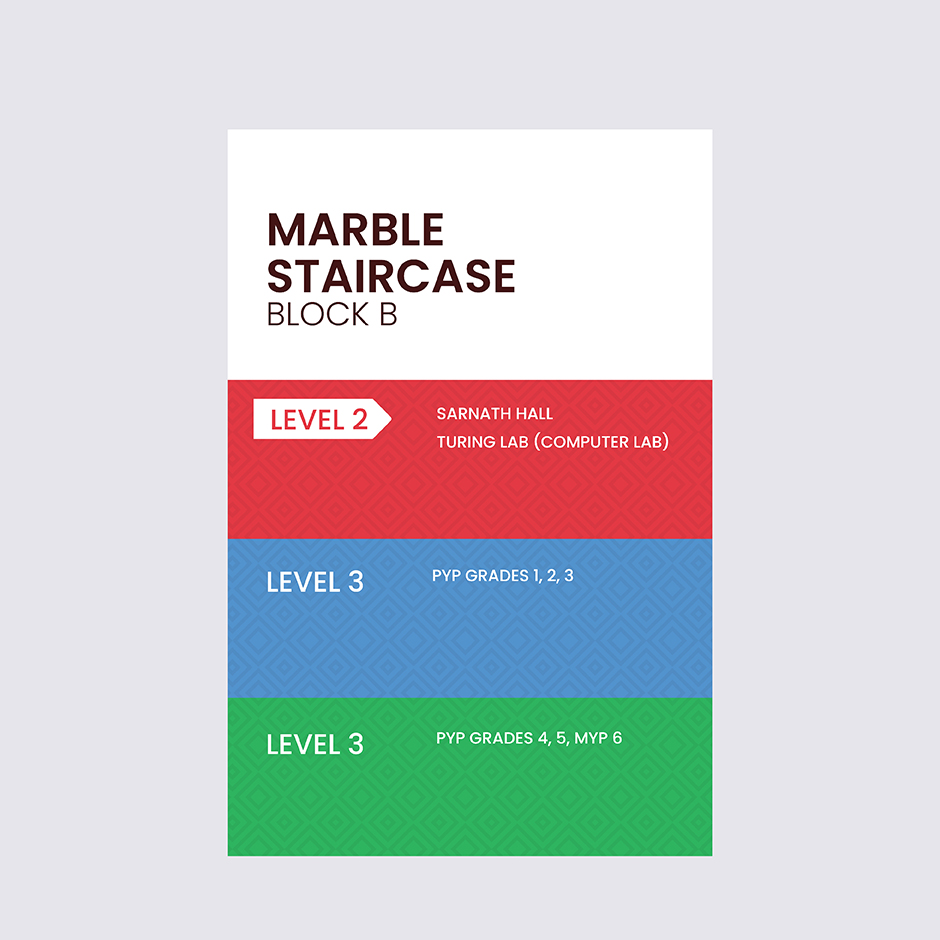 MARBLE
STAIRCASE
BLOCK B
LEVEL 2
SARNATH HALL
TURING LAB (COMPUTER LAB)
LEVEL 3
PYP GRADES 1, 2, 3
LEVEL 3
PYP GRADES 4, 5, MYP 6